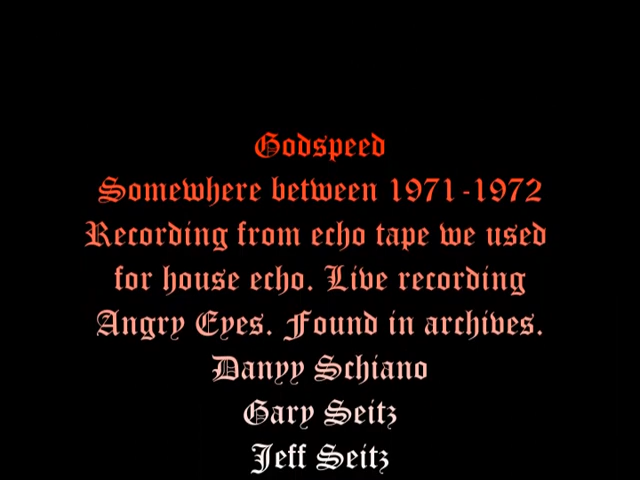 Godspeed
Somewhere between 1971-1972
Recording from echo tape we used
for house echo. Live recording
Angry Eyes. Found in archives.
Danyy Schiano
Gary Seitz
Jeff Seitz